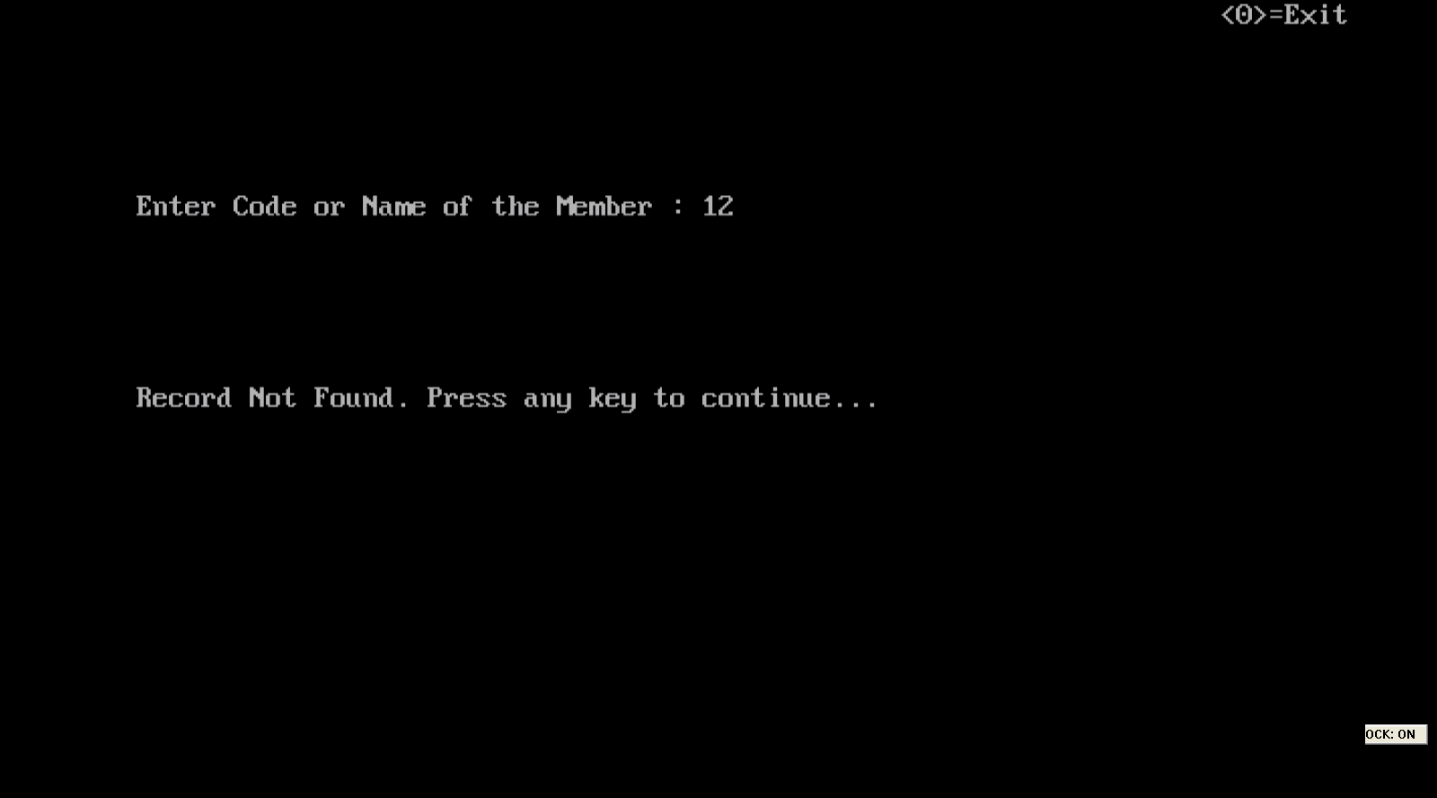 <0>=Exit
Enter Code or Name of the Member : 12
Record Not Found. Press any key to continue...
OCK: ON